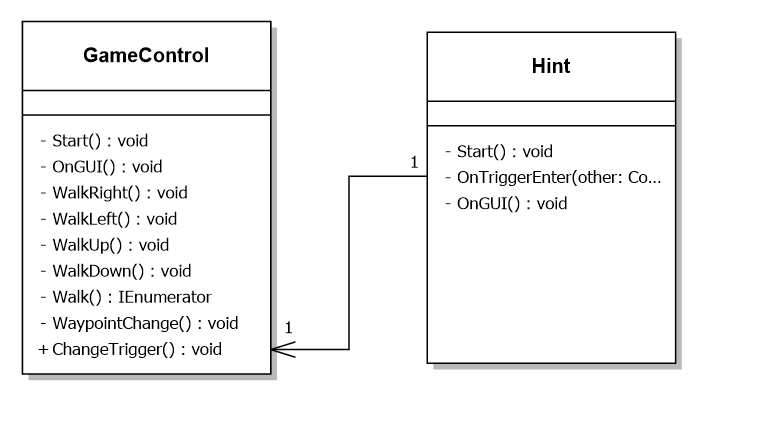 GameControl
- Start() : void
- OnGUI() : void
- WalkRight() : void
- WalkLeft() : void
- WalkUp() : void
- WalkDown() : void
- Walk() : IEnumerator
- WaypointChange() : void
+ ChangeTrigger() : void
1
1
Hint
- Start() : void
- OnTriggerEnter(other: Co...
- OnGUI() : void